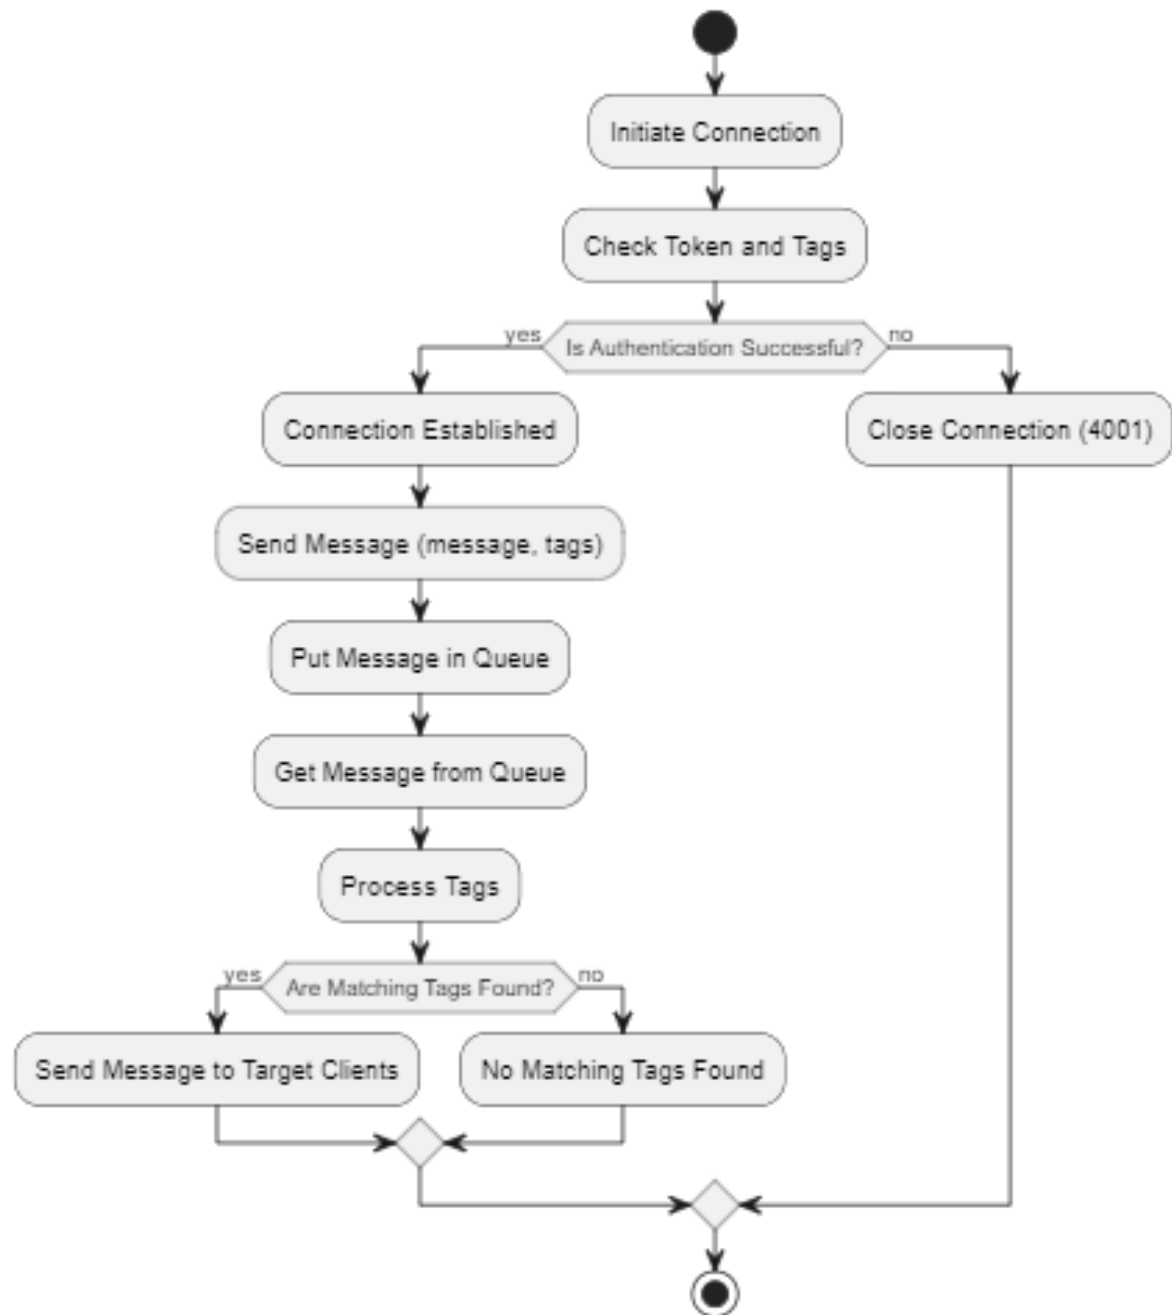 Initiate Connection
Check Token and Tags
yes
Is Authentication Successful?
no
Connection Established
Close Connection (4001)
Send Message (message, tags)
Put Message in Queue
Get Message from Queue
Process Tags
yes
Are Matching Tags Found?
no
Send Message to Target Clients
No Matching Tags Found